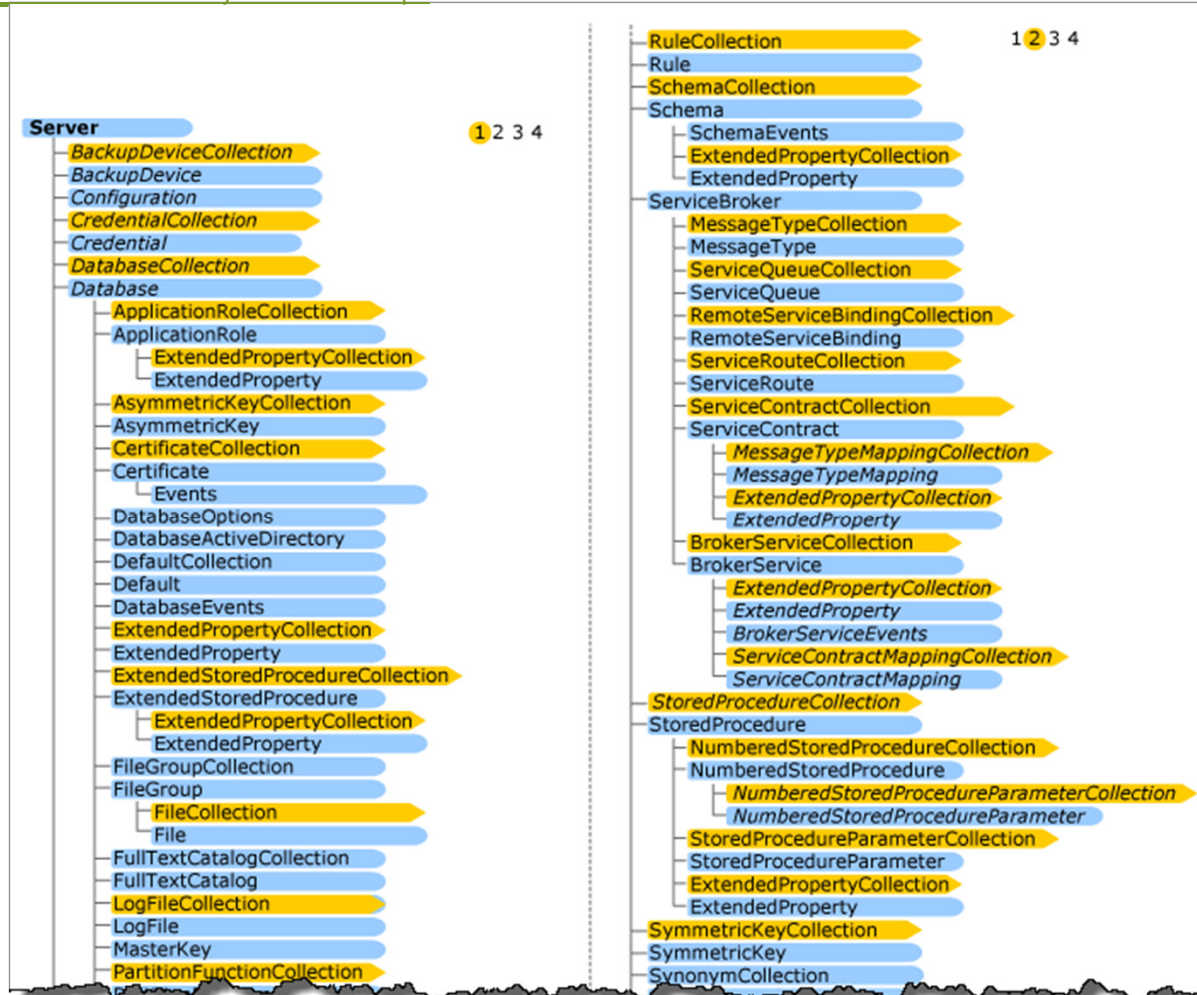 Server
1 2 3 4
BackupDeviceCollection
BackupDevice
Configuration
CredentialCollection
Credential
DatabaseCollection
Database
ApplicationRoleCollection
ApplicationRole
ExtendedPropertyCollection
ExtendedProperty
AsymmetricKeyCollection
AsymmetricKey
CertificateCollection
Certificate
Events
DatabaseOptions
DatabaseActiveDirectory
DefaultCollection
Default
DatabaseEvents
ExtendedPropertyCollection
ExtendedProperty
ExtendedStoredProcedureCollection
ExtendedStoredProcedure
ExtendedPropertyCollection
ExtendedProperty
FileGroupCollection
FileGroup
FileCollection
File
FullTextCatalogCollection
FullTextCatalog
LogFileCollection
LogFile
MasterKey
PartitionFunctionCollection
RuleCollection
1 2 3 4
Rule
SchemaCollection
Schema
SchemaEvents
ExtendedPropertyCollection
ExtendedProperty
ServiceBroker
MessageTypeCollection
MessageType
ServiceQueueCollection
ServiceQueue
RemoteServiceBindingCollection
RemoteServiceBinding
ServiceRouteCollection
ServiceRoute
ServiceContractCollection
ServiceContract
MessageTypeMappingCollection
MessageTypeMapping
ExtendedPropertyCollection
ExtendedProperty
BrokerServiceCollection
BrokerService
ExtendedPropertyCollection
ExtendedProperty
BrokerServiceEvents
ServiceContractMappingCollection
ServiceContractMapping
StoredProcedureCollection
StoredProcedure
NumberedStoredProcedureCollection
NumberedStoredProcedure
NumberedStoredProcedureParameterCollection
NumberedStoredProcedureParameter
StoredProcedureParameterCollection
StoredProcedureParameter
ExtendedPropertyCollection
ExtendedProperty
SymmetricKeyCollection
SymmetricKey
SynonymCollection